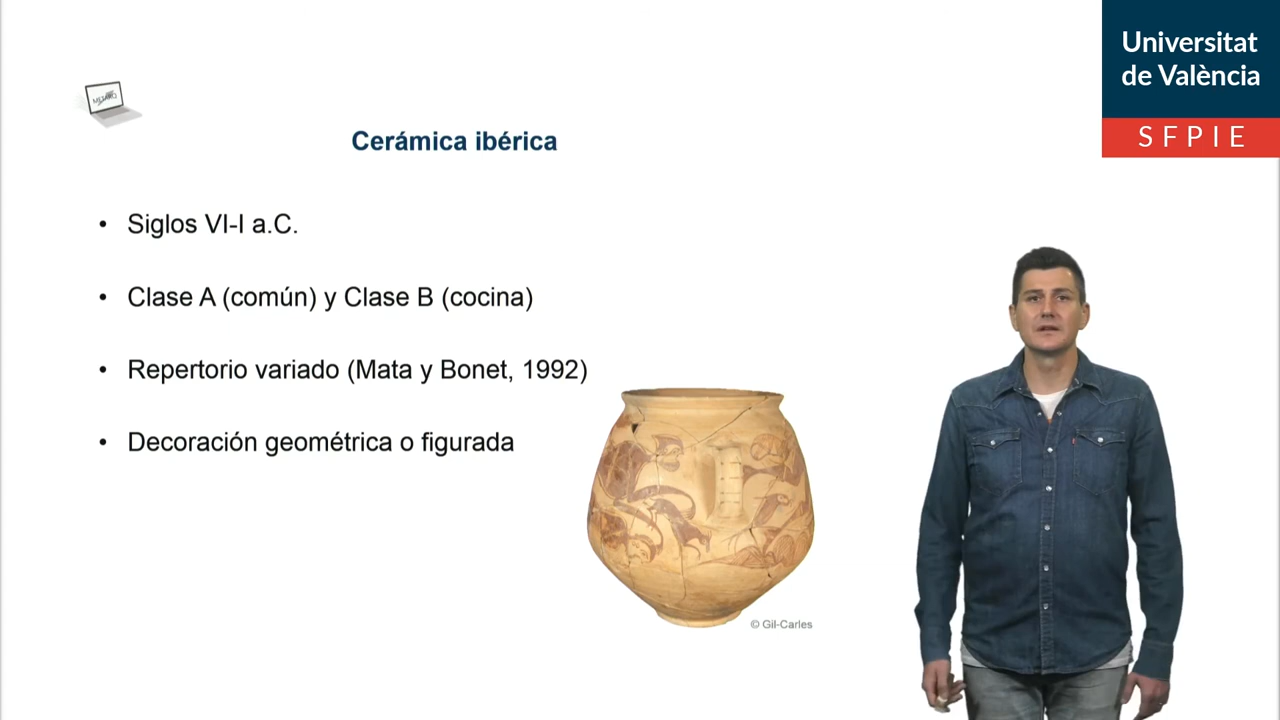 Universitat
de València
SFPIE
Cerámica ibérica
• Siglos VI-I a.C.
• Clase A (común) y Clase B (cocina)
• Repertorio variado (Mata y Bonet, 1992)
• Decoración geométrica o figurada
© Gil-Carles